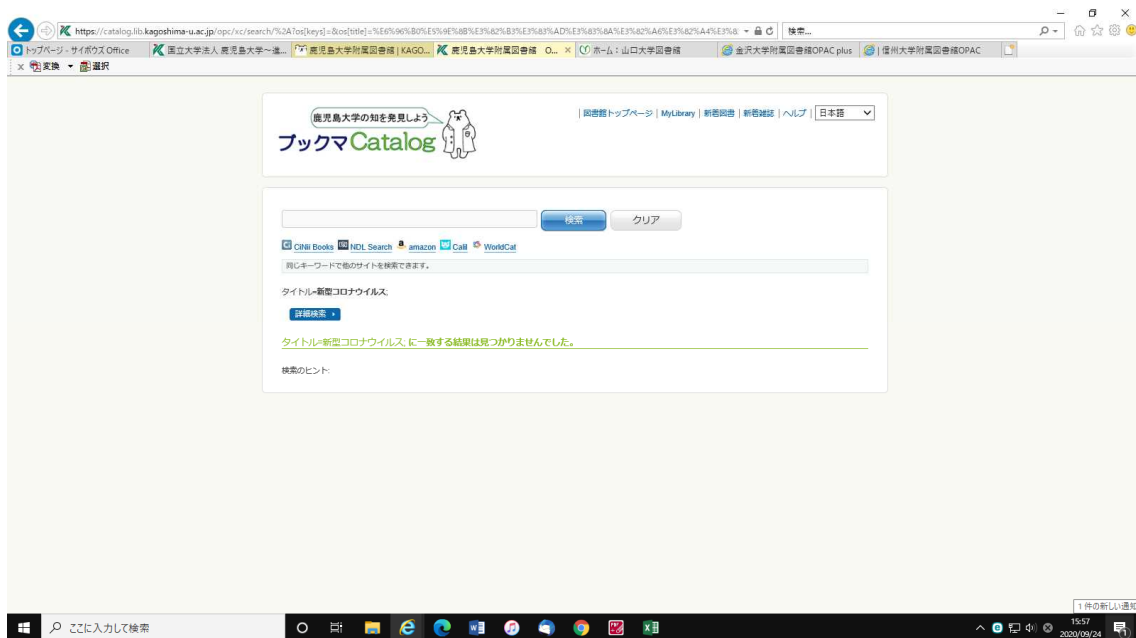 https://catalog.lib.kagoshima-u.ac.jp/opc/xc/search/%2A?os[keys]=&os[title]=%E6%96%B0%E5%9E%8B%E3%82%B3%E3%83%AD%E3%83%8A%E3%82%A6%E3%82%A4%E3%8:
検索...
トップページ - サイボウズ Office
国立大学法人 鹿児島大学～進...
鹿児島大学附属図書館 | KAGO...
鹿児島大学附属図書館 O...
ホーム：山口大学図書館
金沢大学附属図書館OPAC plus
| 信州大学附属図書館OPAC
x 変換 選択
鹿児島大学の知を発見しよう
ブックマCatalog
| 図書館トップページ | MyLibrary | 新着図書 | 新着雑誌 | ヘルプ | 日本語
検索 クリア
CiNii Books NDL Search amazon Calil WorldCat
同じキーワードで他のサイトを検索できます。
タイトル=新型コロナウイルス;
詳細検索
タイトル=新型コロナウイルス; に一致する結果は見つかりませんでした。
検索のヒント:
1 件の新しい通知
ここに入力して検索
15:57
2020/09/24